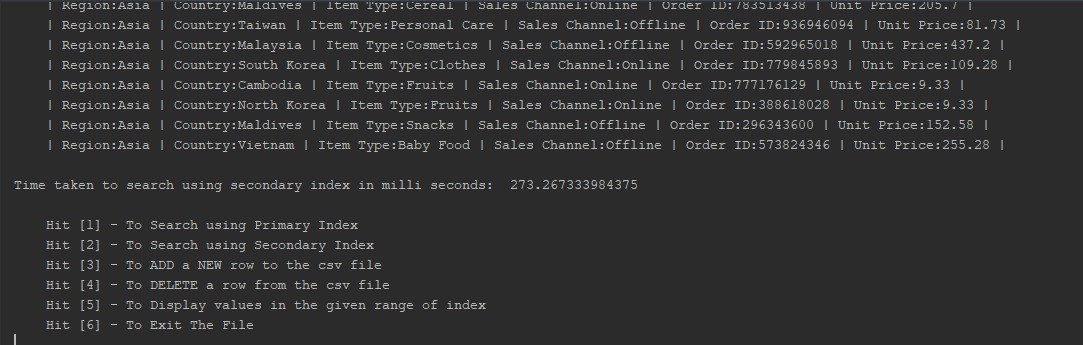 | Region:Asia | Country:Maldives | Item Type:Cereal | Sales Channel:Online | Order ID:783513438 | Unit Price:205.7 |
| Region:Asia | Country:Taiwan | Item Type:Personal Care | Sales Channel:Offline | Order ID:936946094 | Unit Price:81.73 |
| Region:Asia | Country:Malaysia | Item Type:Cosmetics | Sales Channel:Offline | Order ID:592965018 | Unit Price:437.2 |
| Region:Asia | Country:South Korea | Item Type:Clothes | Sales Channel:Online | Order ID:779845893 | Unit Price:109.28 |
| Region:Asia | Country:Cambodia | Item Type:Fruits | Sales Channel:Online | Order ID:777176129 | Unit Price:9.33 |
| Region:Asia | Country:North Korea | Item Type:Fruits | Sales Channel:Online | Order ID:388618028 | Unit Price:9.33 |
| Region:Asia | Country:Maldives | Item Type:Snacks | Sales Channel:Offline | Order ID:296343600 | Unit Price:152.58 |
| Region:Asia | Country:Vietnam | Item Type:Baby Food | Sales Channel:Offline | Order ID:573824346 | Unit Price:255.28 |
Time taken to search using secondary index in milli seconds:  273.267333984375
Hit [1] - To Search using Primary Index
Hit [2] - To Search using Secondary Index
Hit [3] - To ADD a NEW row to the csv file
Hit [4] - To DELETE a row from the csv file
Hit [5] - To Display values in the given range of index
Hit [6] - To Exit The File